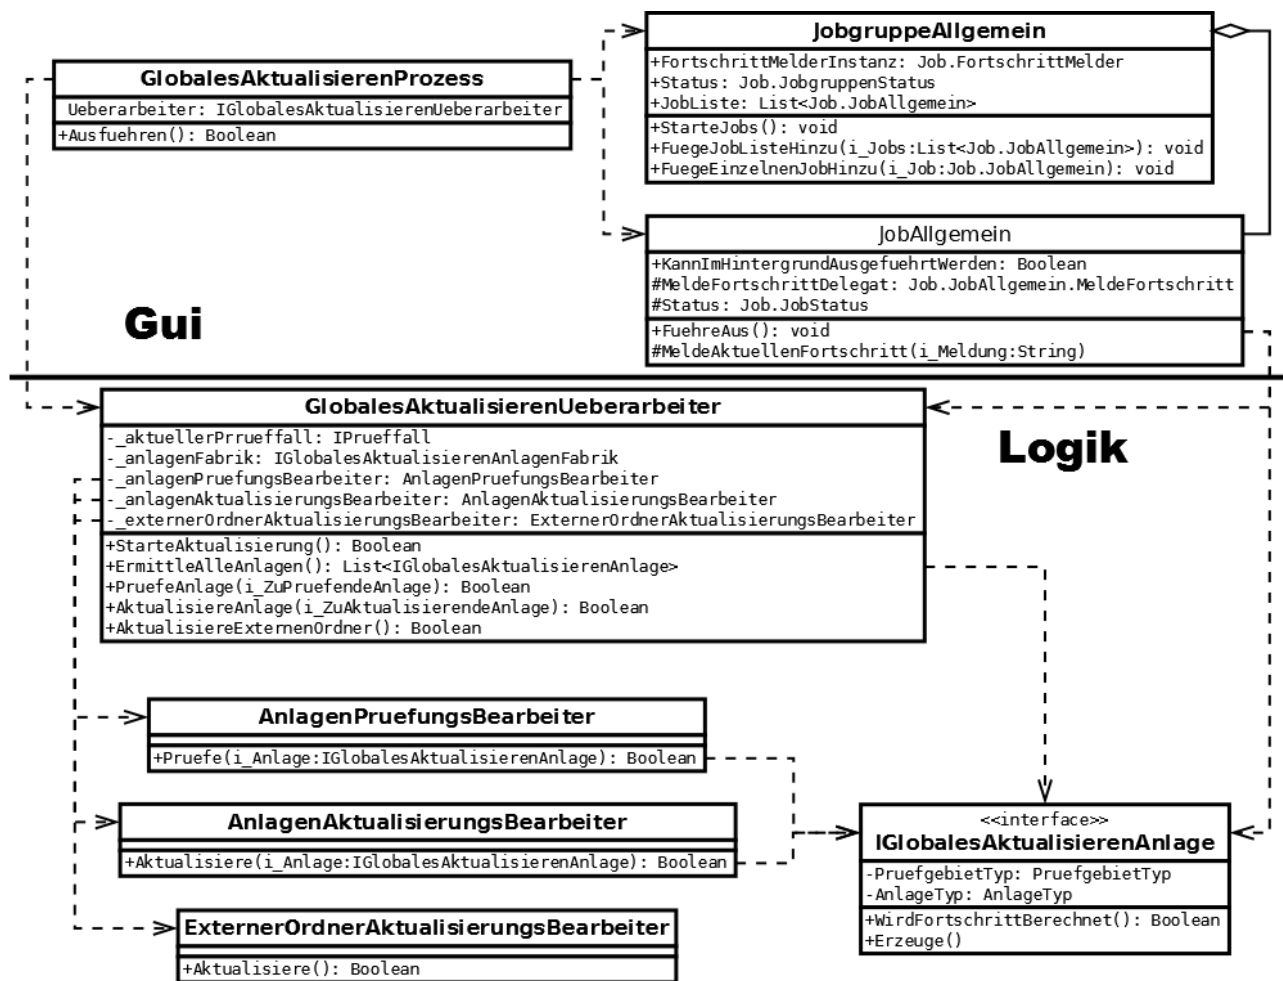 JobgruppeAllgemein
+FortschrittMelderInstanz: Job.FortschrittMelder
+Status: Job.JobgruppenStatus
+JobListe: List<Job.JobAllgemein>
+StarteJobs(): void
+FuegeJobListeHinzu(i_Jobs:List<Job.JobAllgemein>): void
+FuegeEinzelnenJobHinzu(i_Job:Job.JobAllgemein): void
GlobalesAktualisierenProzess
Ueberarbeiter: IGlobalesAktualisierenUeberarbeiter
+Ausfuehren(): Boolean
JobAllgemein
+KannImHintergrundAusgefuehrtWerden: Boolean
#MeldeFortschrittDelegat: Job.JobAllgemein.MeldeFortschritt
#Status: Job.JobStatus
+FuehreAus(): void
#MeldeAktuellenFortschritt(i_Meldung:String)
Gui
GlobalesAktualisierenUeberarbeiter
-_aktuellerPrrueffall: IPrueffall
-_anlagenFabrik: IGlobalesAktualisierenAnlagenFabrik
-_anlagenPruefungsBearbeiter: AnlagenPruefungsBearbeiter
-_anlagenAktualisierungsBearbeiter: AnlagenAktualisierungsBearbeiter
-_externerOrdnerAktualisierungsBearbeiter: ExternerOrdnerAktualisierungsBearbeiter
+StarteAktualisierung(): Boolean
+ErmittleAlleAnlagen(): List<IGlobalesAktualisierenAnlage>
+PruefeAnlage(i_ZuPruefendeAnlage): Boolean
+AktualisiereAnlage(i_ZuAktualisierendeAnlage): Boolean
+AktualisiereExternenOrdner(): Boolean
Logik
AnlagenPruefungsBearbeiter
+Pruefe(i_Anlage:IGlobalesAktualisierenAnlage): Boolean
AnlagenAktualisierungsBearbeiter
+Aktualisiere(i_Anlage:IGlobalesAktualisierenAnlage): Boolean
ExternerOrdnerAktualisierungsBearbeiter
+Aktualisiere(): Boolean
<<interface>>
IGlobalesAktualisierenAnlage
-PruefgebietTyp: PruefgebietTyp
-AnlageTyp: AnlageTyp
+WirdFortschrittBerechnet(): Boolean
+Erzeuge()